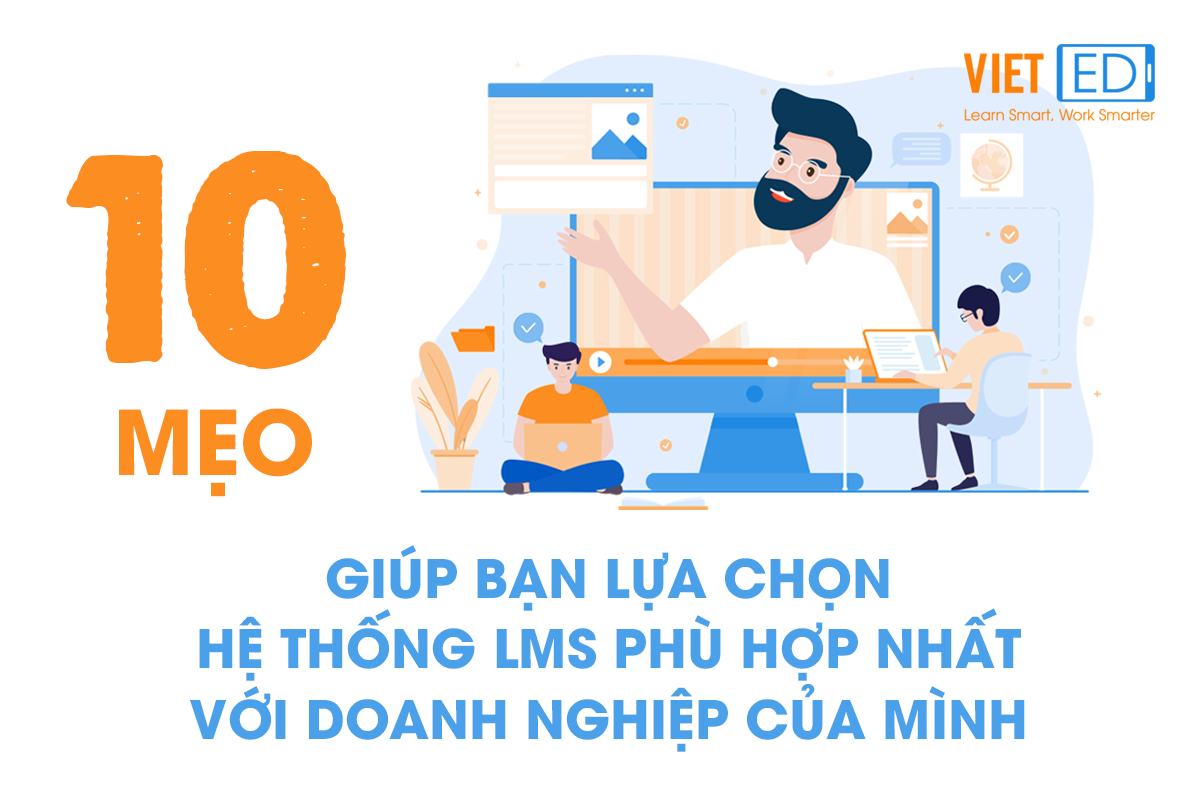 VIET ED
Learn Smart, Work Smarter
10
MẸO
GIÚP BẠN LỰA CHỌN
HỆ THỐNG LMS PHÙ HỢP NHẤT
VỚI DOANH NGHIỆP CỦA MÌNH